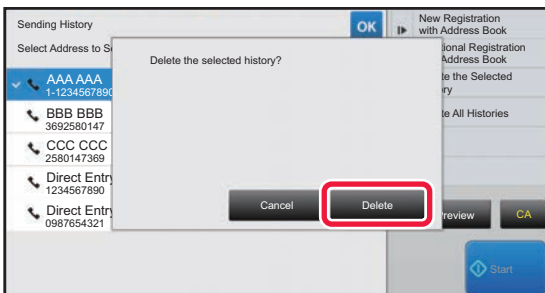 Sending History
OK
New Registration
with Address Book
Select Address to S
ional Registration
Address Book
Delete the selected history?
te the Selected
ry
AAA AAA
1-1234567890
te All Histories
BBB BBB
3692580147
CCC CCC
2580147369
Direct Entry
1234567890
Direct Entry
0987654321
Cancel
Delete
review
CA
Start